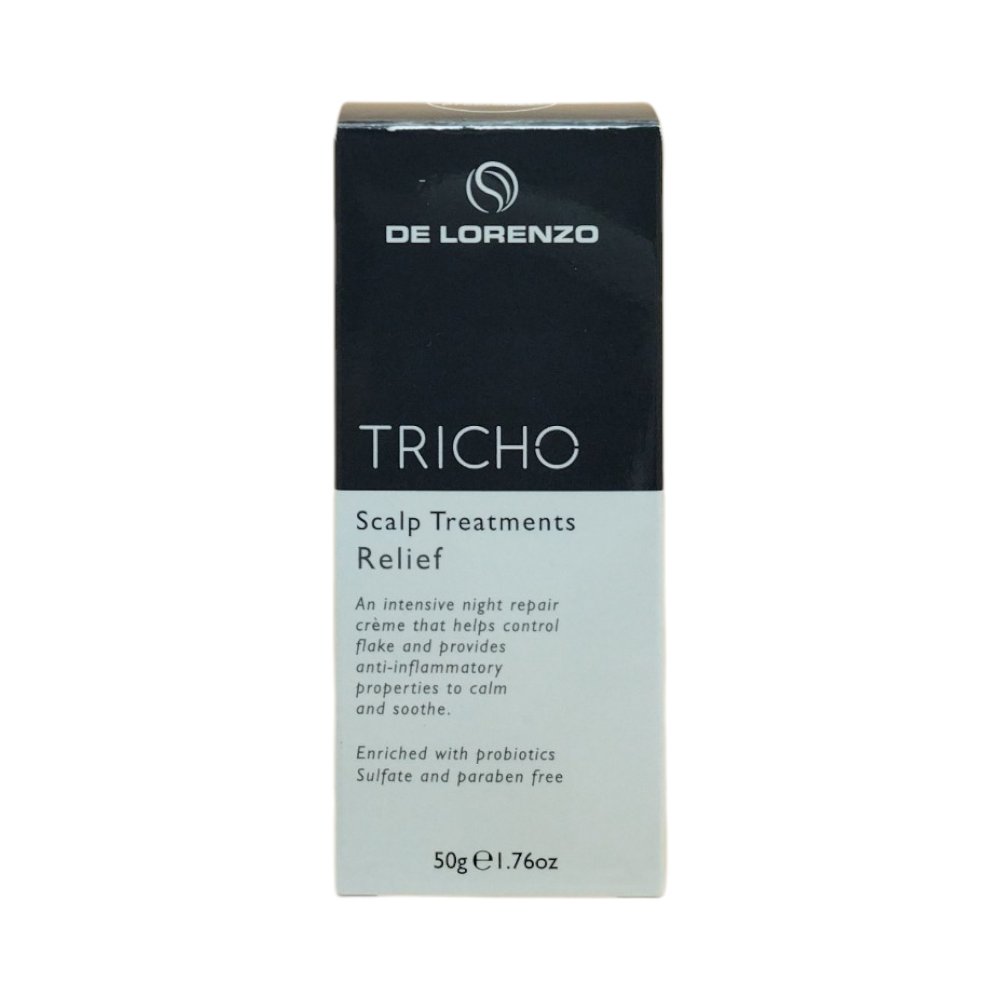 DE LORENZO
TRICHO
Scalp Treatments
Relief
An intensive night repair
crème that helps control
flake and provides
anti-inflammatory
properties to calm
and soothe.
Enriched with probiotics
Sulfate and paraben free
50g ℮ 1.76oz